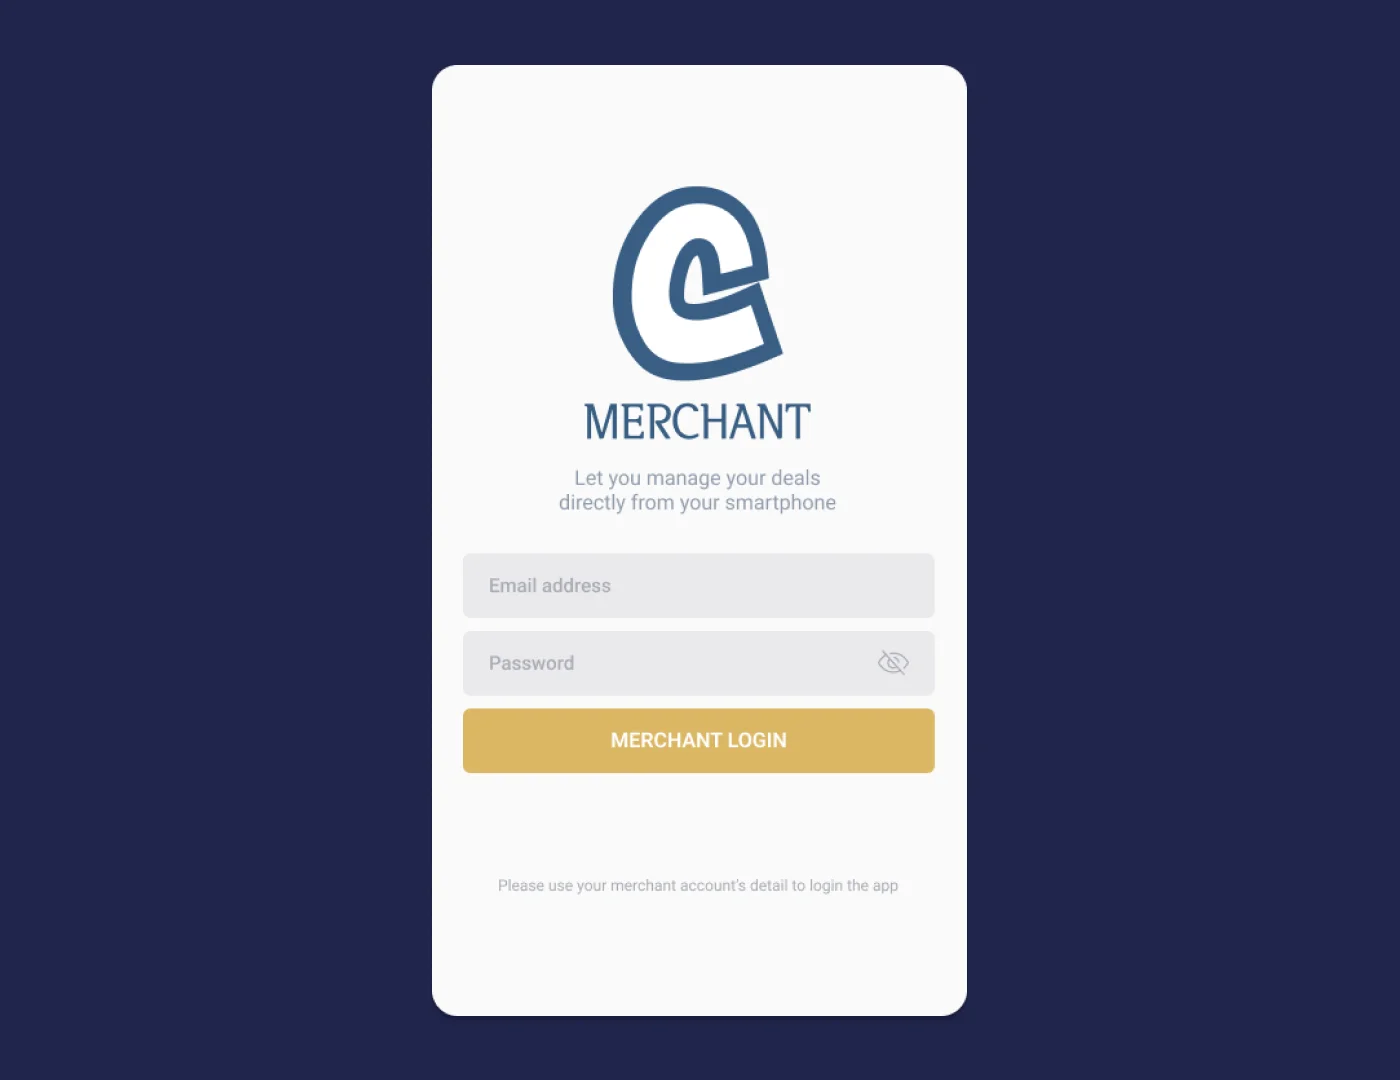 C
MERCHANT
Let you manage your deals
directly from your smartphone
Email address
Password
MERCHANT LOGIN
Please use your merchant account's detail to login the app